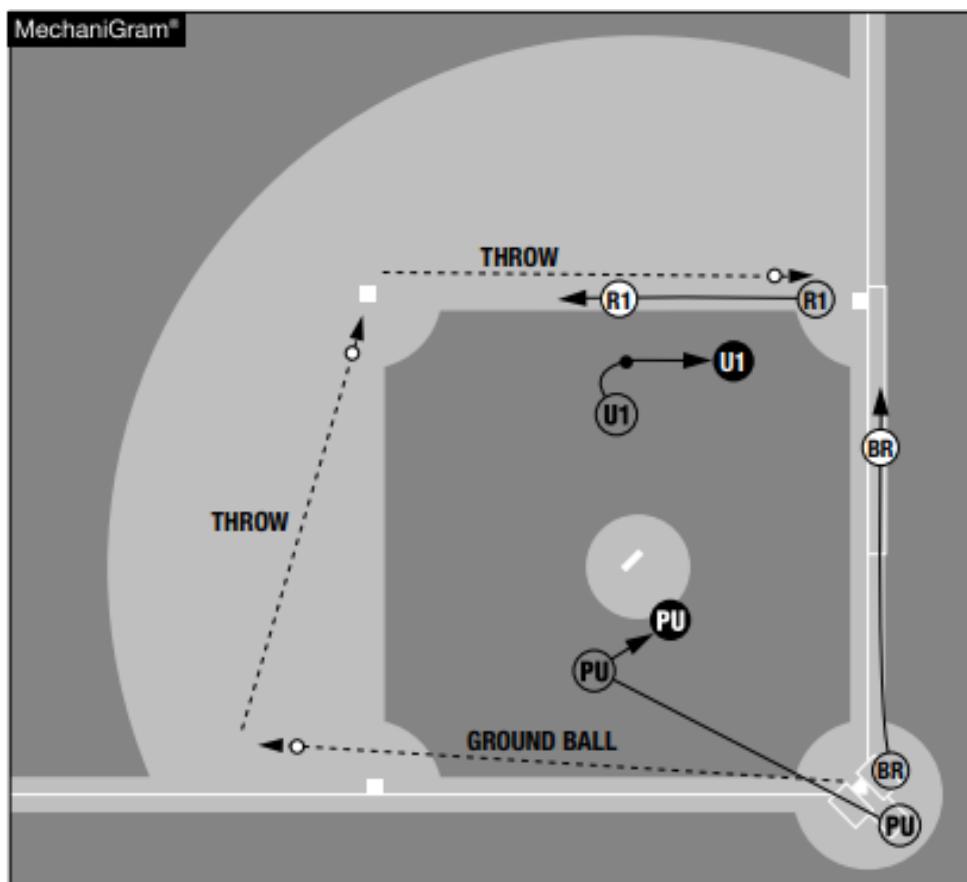 MechaniGram®
THROW
R1
R1
U1
U1
BR
THROW
PU
PU
GROUND BALL
BR
PU